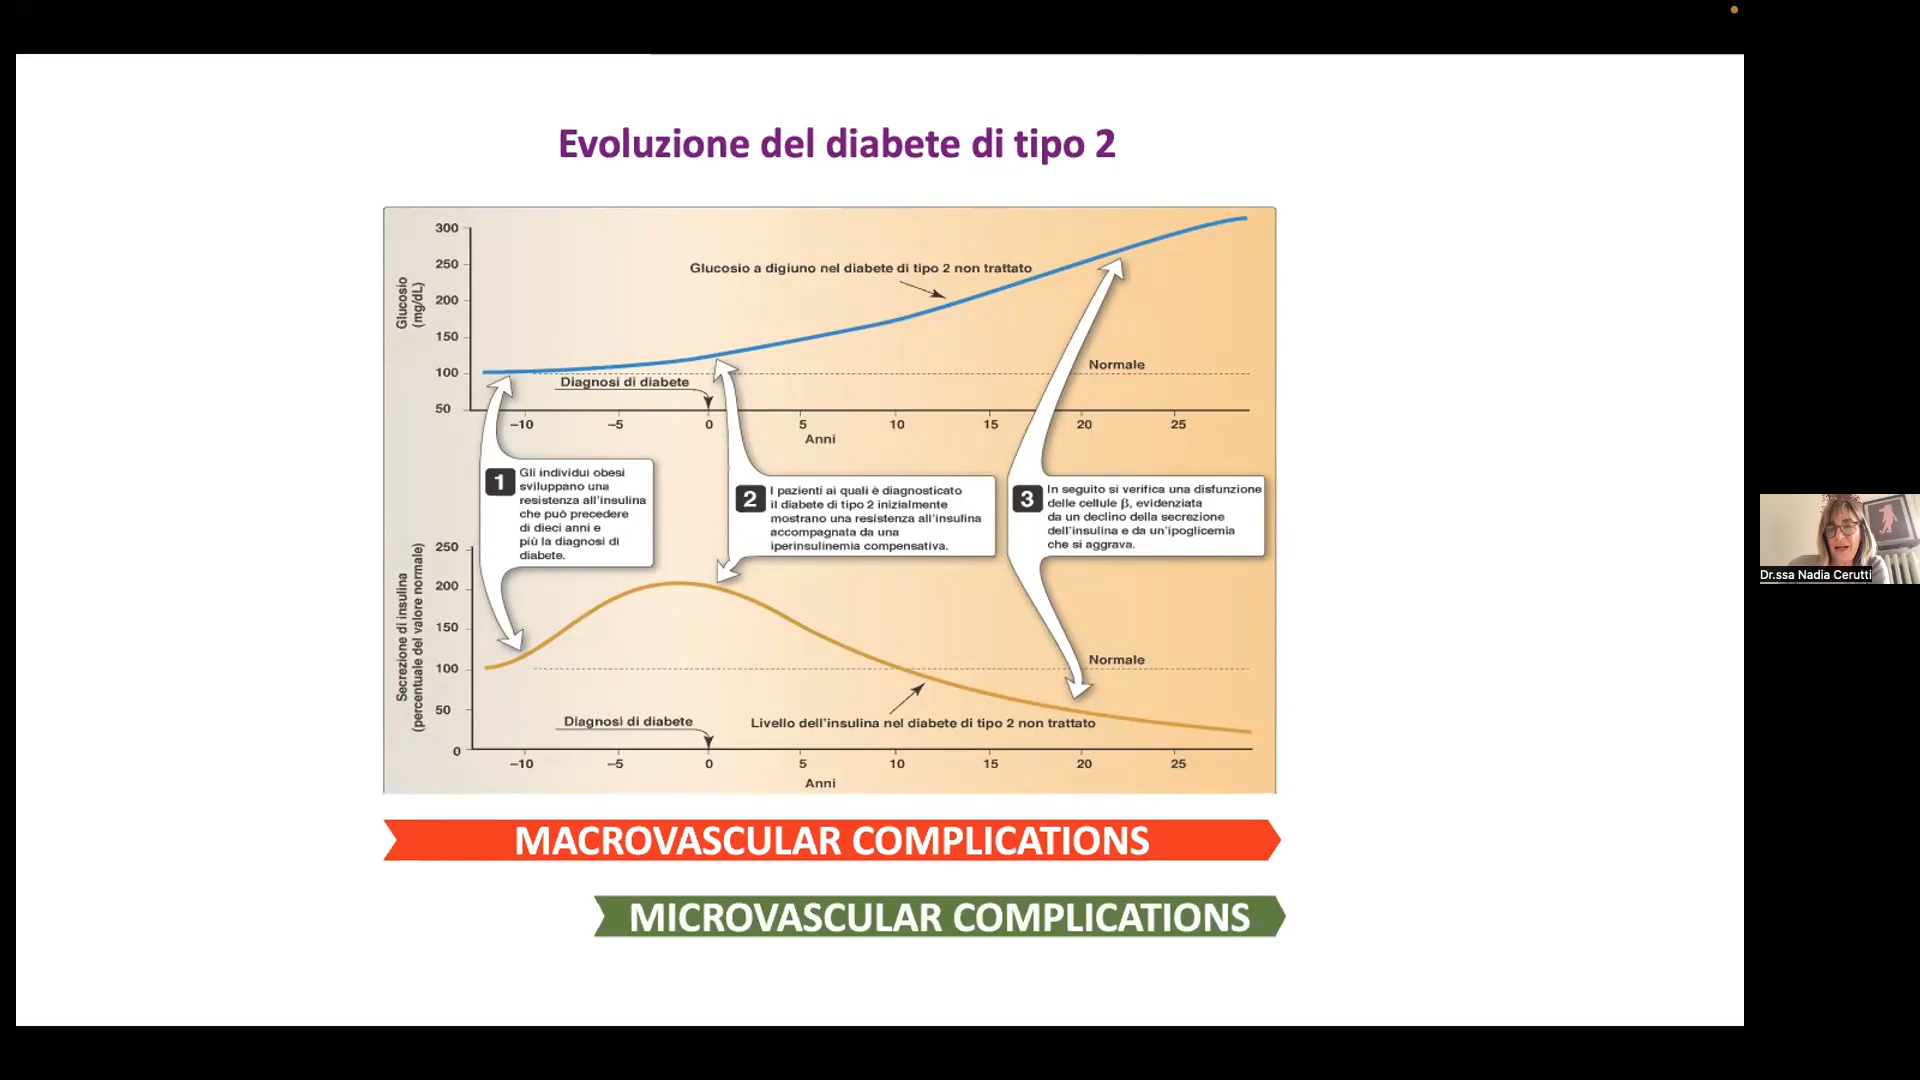 Evoluzione del diabete di tipo 2
300
250
200
150
100
50
Glucosio
(mg/dL)
Glucosio a digiuno nel diabete di tipo 2 non trattato
Normale
Diagnosi di diabete
–10
–5
0
5
10
15
20
25
Anni
1
Gli individui obesi
sviluppano una
resistenza all'insulina
che può precedere
di dieci anni e
più la diagnosi di
diabete.
2
I pazienti ai quali è diagnosticato
il diabete di tipo 2 inizialmente
mostrano una resistenza all'insulina
accompagnata da una
iperinsulinemia compensativa.
3
In seguito si verifica una disfunzione
delle cellule β, evidenziata
da un declino della secrezione
dell'insulina e da un'ipoglicemia
che si aggrava.
250
200
150
100
50
0
Secrezione di insulina
(percentuale del valore normale)
Normale
Diagnosi di diabete
Livello dell'insulina nel diabete di tipo 2 non trattato
–10
–5
0
5
10
15
20
25
Anni
MACROVASCULAR COMPLICATIONS
MICROVASCULAR COMPLICATIONS
Dr.ssa Nadia Cerutti